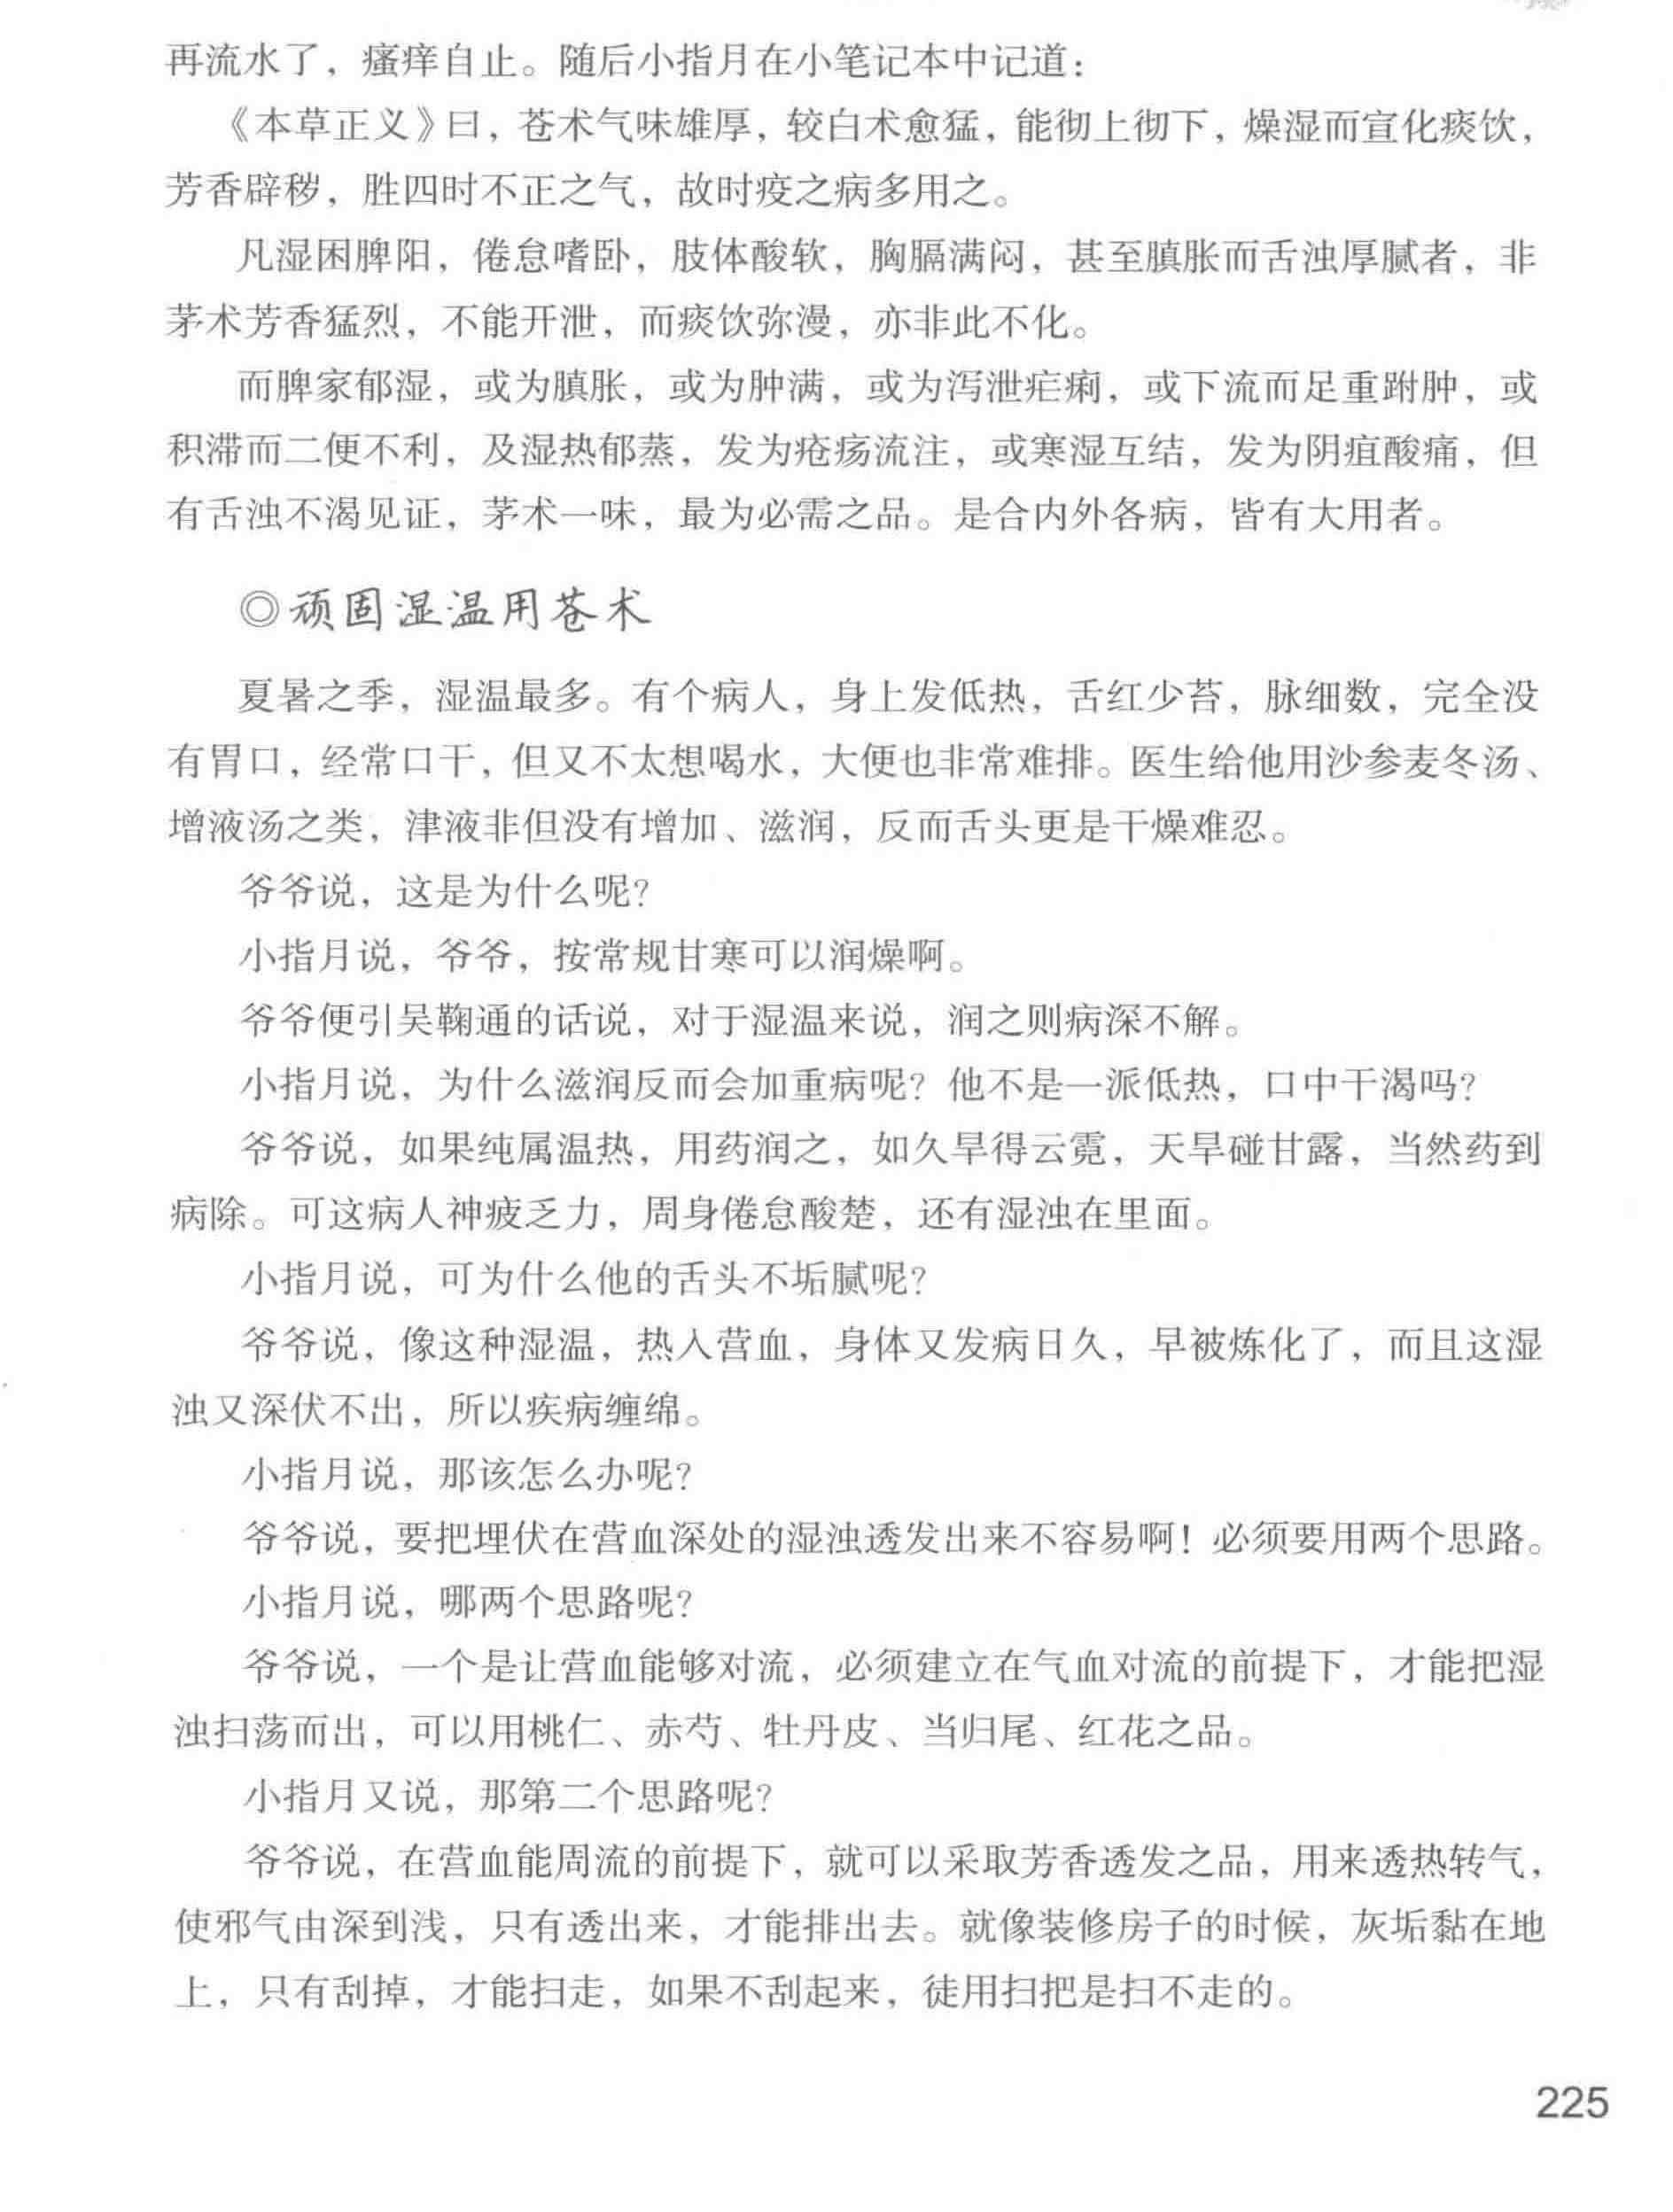 再流水了，瘙痒自止。随后小指月在小笔记本中记道：
《本草正义》曰，苍术气味雄厚，较白术愈猛，能彻上彻下，燥湿而宣化痰饮，
芳香辟秽，胜四时不正之气，故时疫之病多用之。
凡湿困脾阳，倦怠嗜卧，肢体酸软，胸膈满闷，甚至䐜胀而舌浊厚腻者，非
茅术芳香猛烈，不能开泄，而痰饮弥漫，亦非此不化。
而脾家郁湿，或为䐜胀，或为肿满，或为泻泄疟痢，或下流而足重跗肿，或
积滞而二便不利，及湿热郁蒸，发为疮疡流注，或寒湿互结，发为阴疽酸痛，但
有舌浊不渴见证，茅术一味，最为必需之品。是合内外各病，皆有大用者。
◎顽固湿温用苍术
夏暑之季，湿温最多。有个病人，身上发低热，舌红少苔，脉细数，完全没
有胃口，经常口干，但又不太想喝水，大便也非常难排。医生给他用沙参麦冬汤、
增液汤之类，津液非但没有增加、滋润，反而舌头更是干燥难忍。
爷爷说，这是为什么呢？
小指月说，爷爷，按常规甘寒可以润燥啊。
爷爷便引吴鞠通的话说，对于湿温来说，润之则病深不解。
小指月说，为什么滋润反而会加重病呢？他不是一派低热，口中干渴吗？
爷爷说，如果纯属温热，用药润之，如久旱得云霓，天旱碰甘露，当然药到
病除。可这病人神疲乏力，周身倦怠酸楚，还有湿浊在里面。
小指月说，可为什么他的舌头不垢腻呢？
爷爷说，像这种湿温，热入营血，身体又发病日久，早被炼化了，而且这湿
浊又深伏不出，所以疾病缠绵。
小指月说，那该怎么办呢？
爷爷说，要把埋伏在营血深处的湿浊透发出来不容易啊！必须要用两个思路。
小指月说，哪两个思路呢？
爷爷说，一个是让营血能够对流，必须建立在气血对流的前提下，才能把湿
浊扫荡而出，可以用桃仁、赤芍、牡丹皮、当归尾、红花之品。
小指月又说，那第二个思路呢？
爷爷说，在营血能周流的前提下，就可以采取芳香透发之品，用来透热转气，
使邪气由深到浅，只有透出来，才能排出去。就像装修房子的时候，灰垢黏在地
上，只有刮掉，才能扫走，如果不刮起来，徒用扫把是扫不走的。
225